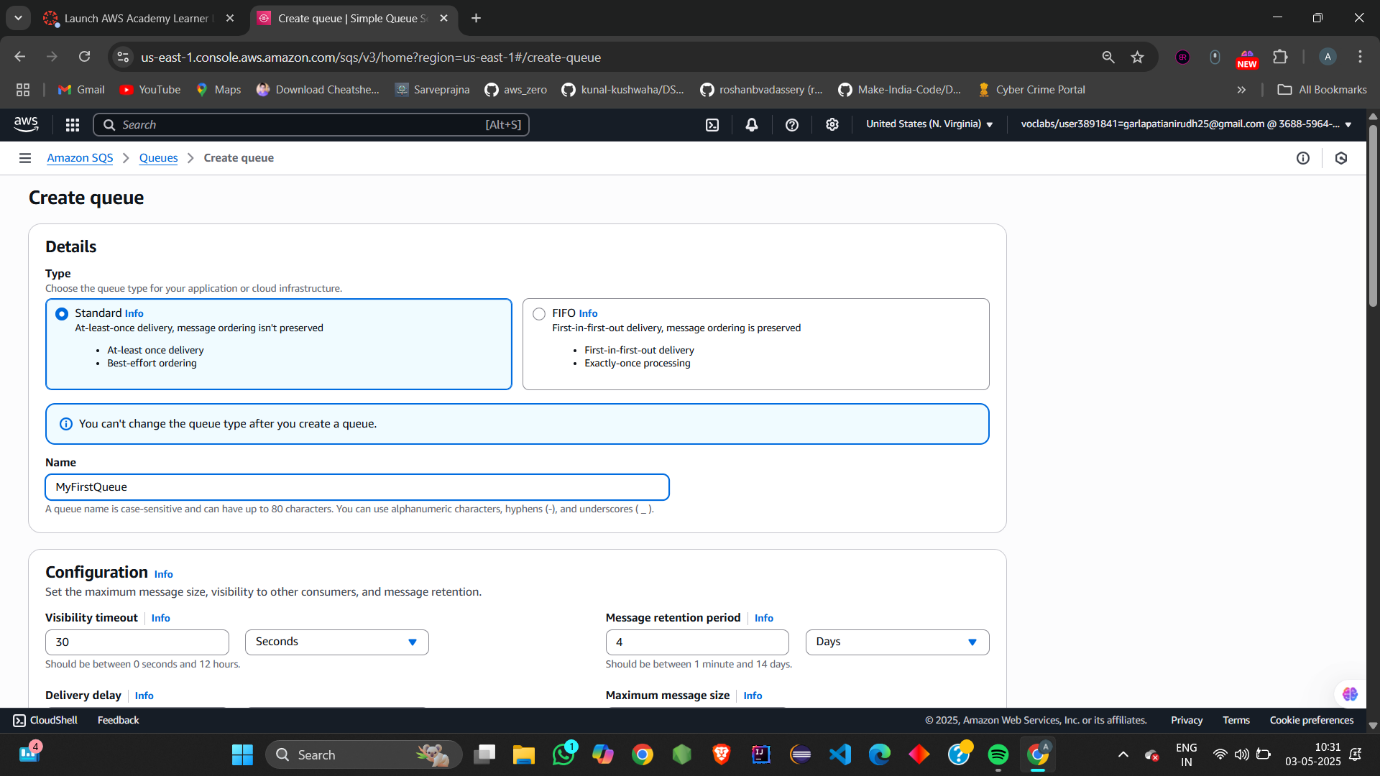 Launch AWS Academy Learner
Create queue | Simple Queue S
us-east-1.console.aws.amazon.com/sqs/v3/home?region=us-east-1#/create-queue
NEW
A
Gmail
YouTube
Maps
Download Cheatshe...
Sarveprajna
aws_zero
kunal-kushwaha/DS...
roshanbvadassery (r...
Make-India-Code/D...
Cyber Crime Portal
»
All Bookmarks
aws
Search
[Alt+S]
United States (N. Virginia)
voclabs/user3891841=garlapatianirudh25@gmail.com @ 3688-5964-...
Amazon SQS
Queues
Create queue
Create queue
Details
Type
Choose the queue type for your application or cloud infrastructure.
Standard Info
At-least-once delivery, message ordering isn't preserved
• At-least once delivery
• Best-effort ordering
FIFO Info
First-in-first-out delivery, message ordering is preserved
• First-in-first-out delivery
• Exactly-once processing
You can't change the queue type after you create a queue.
Name
MyFirstQueue
A queue name is case-sensitive and can have up to 80 characters. You can use alphanumeric characters, hyphens (-), and underscores ( _ ).
Configuration Info
Set the maximum message size, visibility to other consumers, and message retention.
Visibility timeout Info
30
Seconds
Should be between 0 seconds and 12 hours.
Message retention period Info
4
Days
Should be between 1 minute and 14 days.
Delivery delay Info
Maximum message size Info
CloudShell
Feedback
© 2025, Amazon Web Services, Inc. or its affiliates.
Privacy
Terms
Cookie preferences
4
Search
1
A
ENG
IN
10:31
03-05-2025